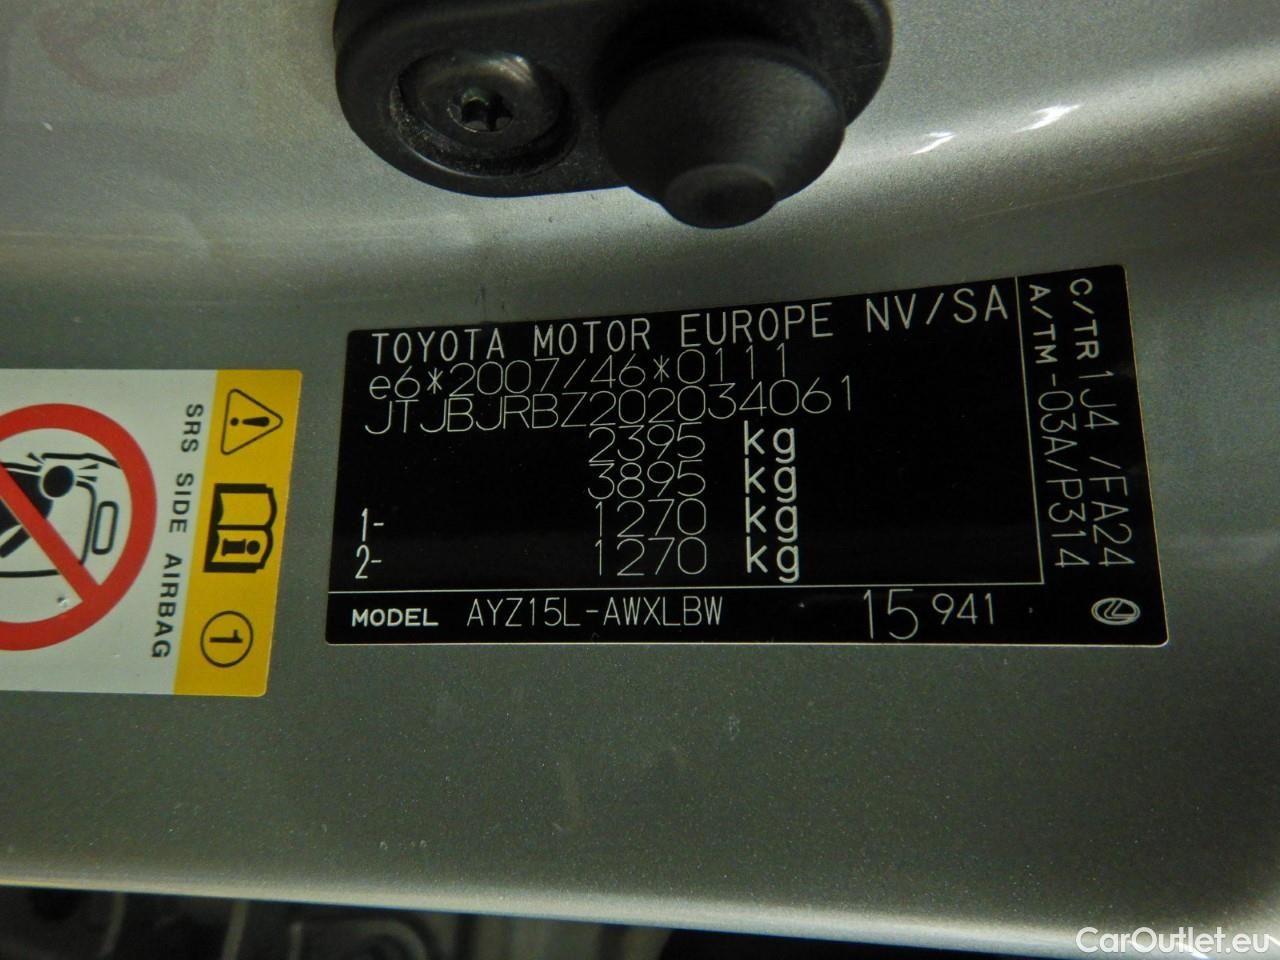 TOYOTA MOTOR EUROPE NV/SA
e6*2007/46*0111
JTJBJRBZ202034061
2395 kg
3895 kg
1- 1270 kg
2- 1270 kg
MODEL AYZ15L-AWXLBW 15 941
C/TR 1J4 /FA24
A/TM -03A/P314
SRS SIDE AIRBAG
1
CarOutlet.eu